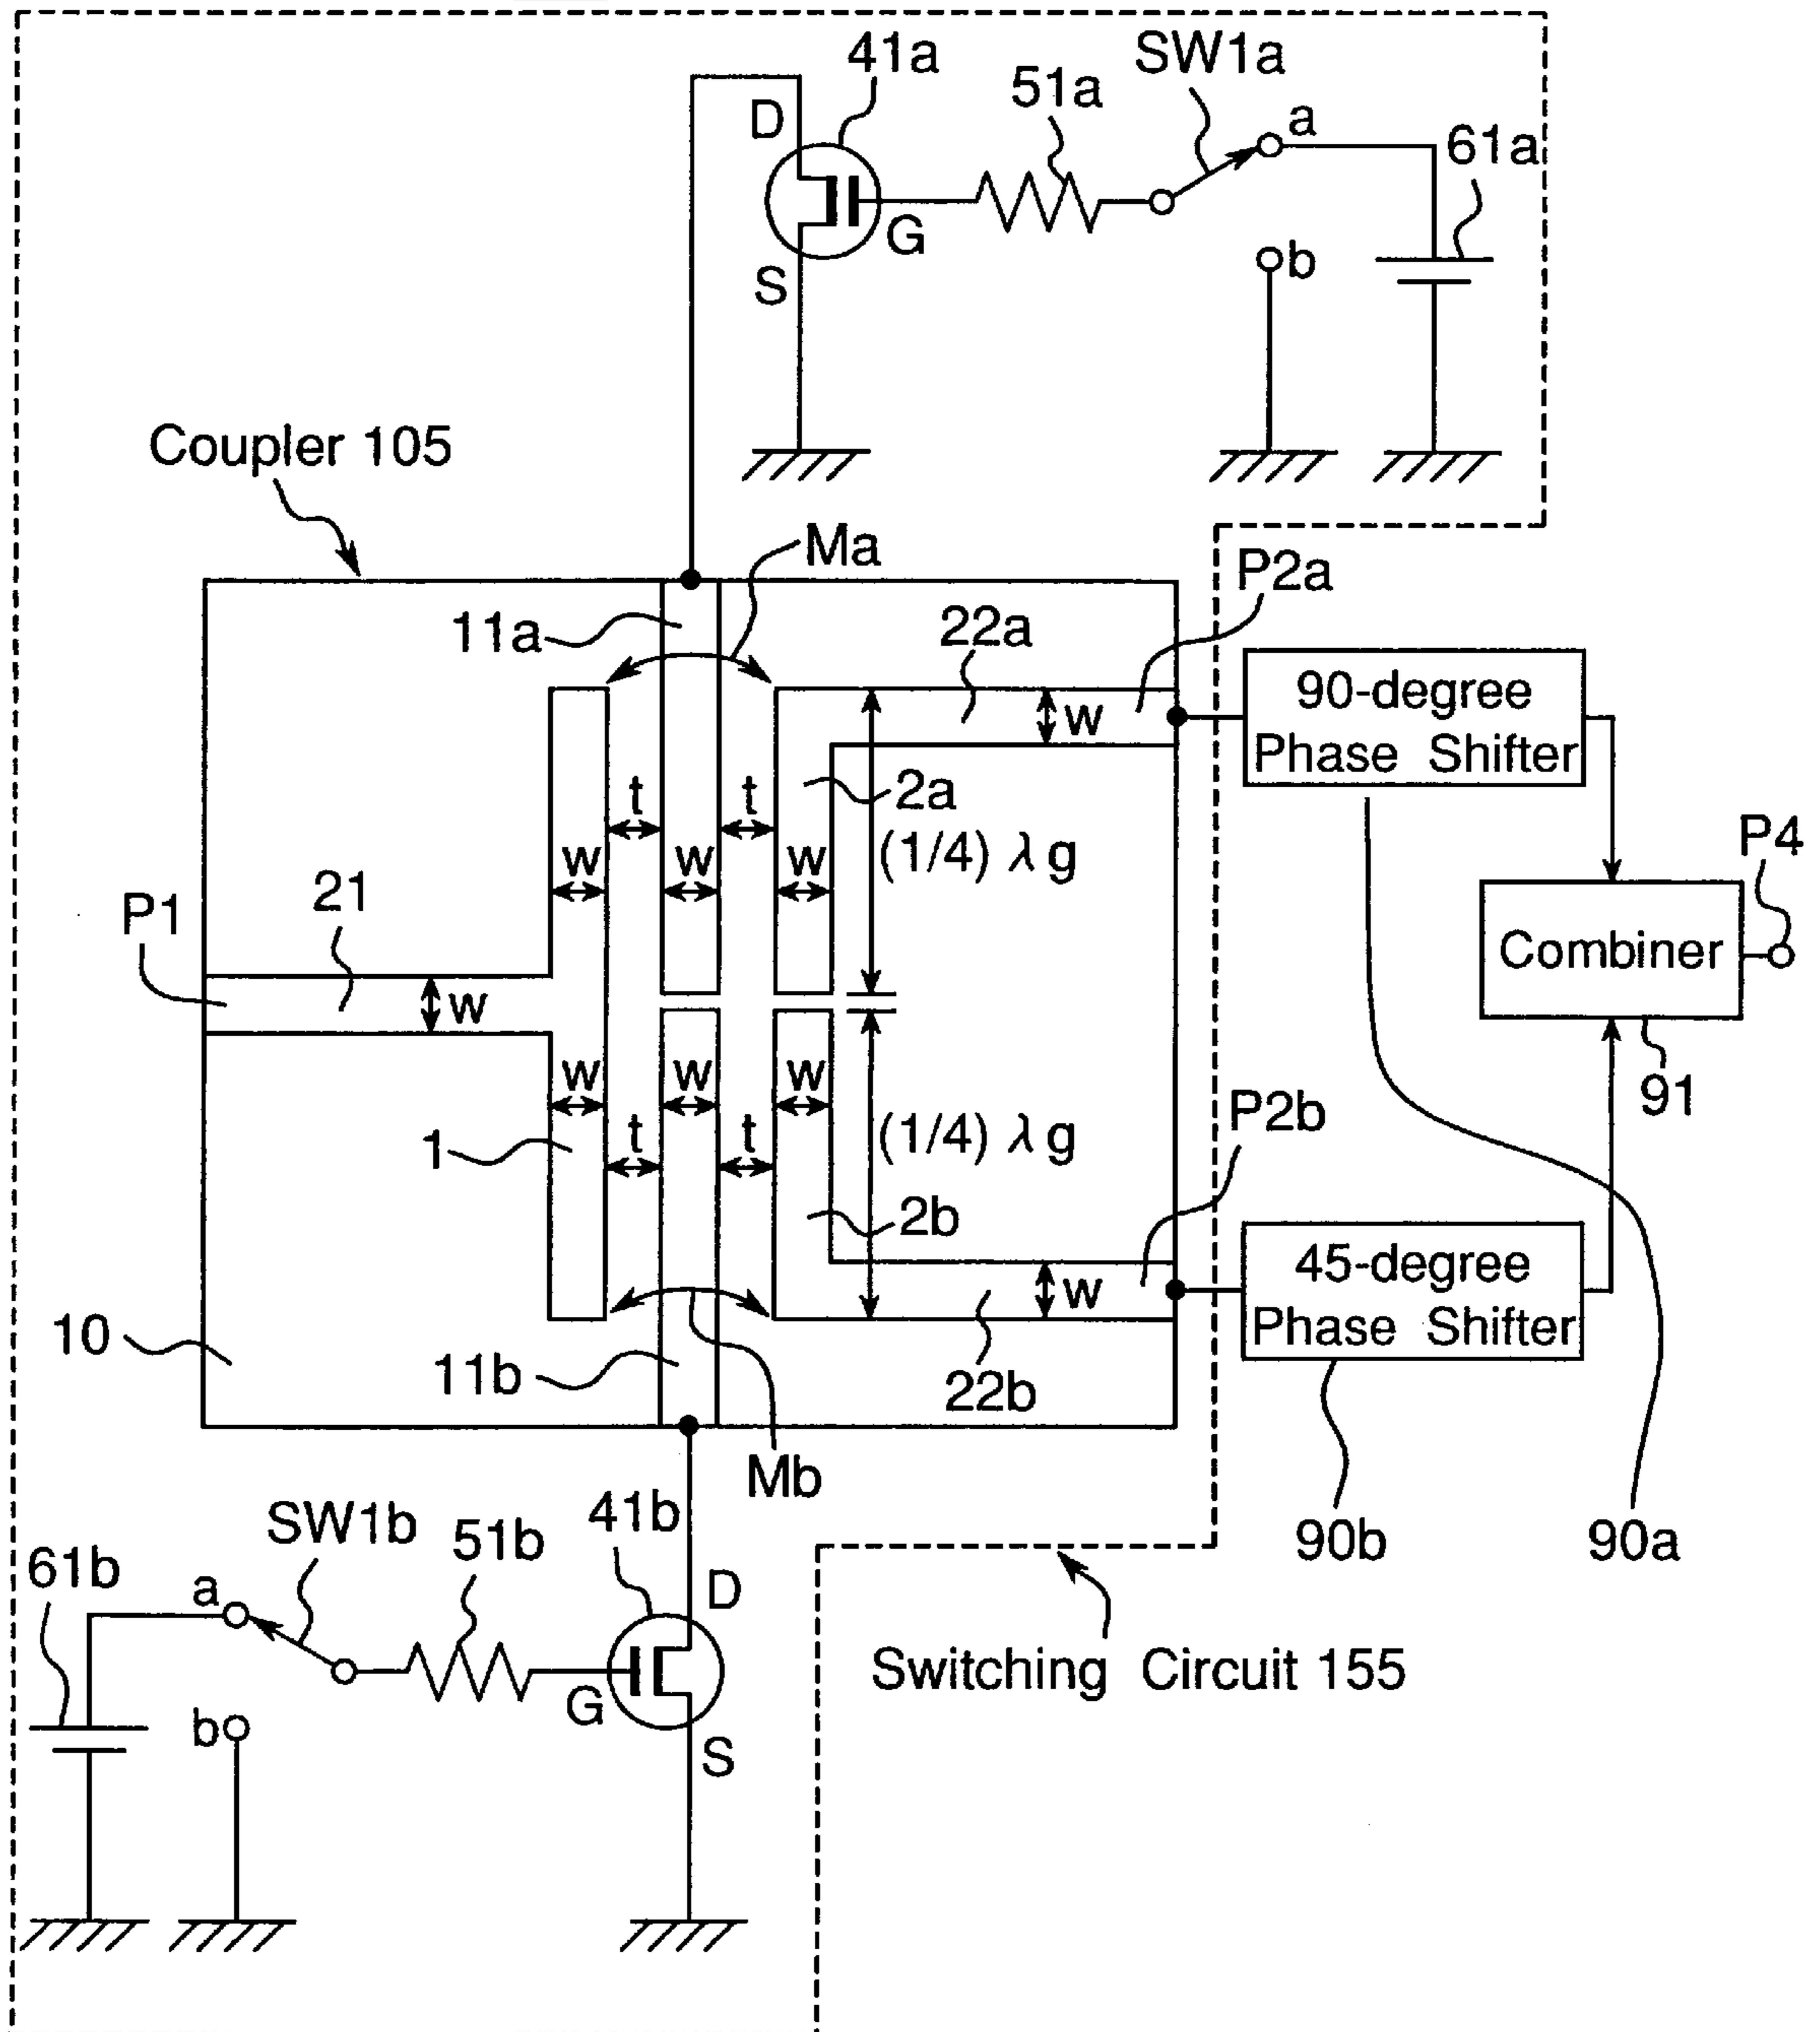 41a
SW1a
51a
a
61a
D
G
b
S
Coupler 105
Ma
P2a
11a
22a
w
90-degree
Phase Shifter
2a
t
t
w
w
w
(1/4) λg
P4
P1
21
w
Combiner
91
w
w
w
P2b
1
t
t
(1/4) λg
2b
45-degree
Phase Shifter
w
10
11b
22b
Mb
90b
90a
SW1b
51b
41b
61b
a
D
G
b
S
Switching Circuit 155